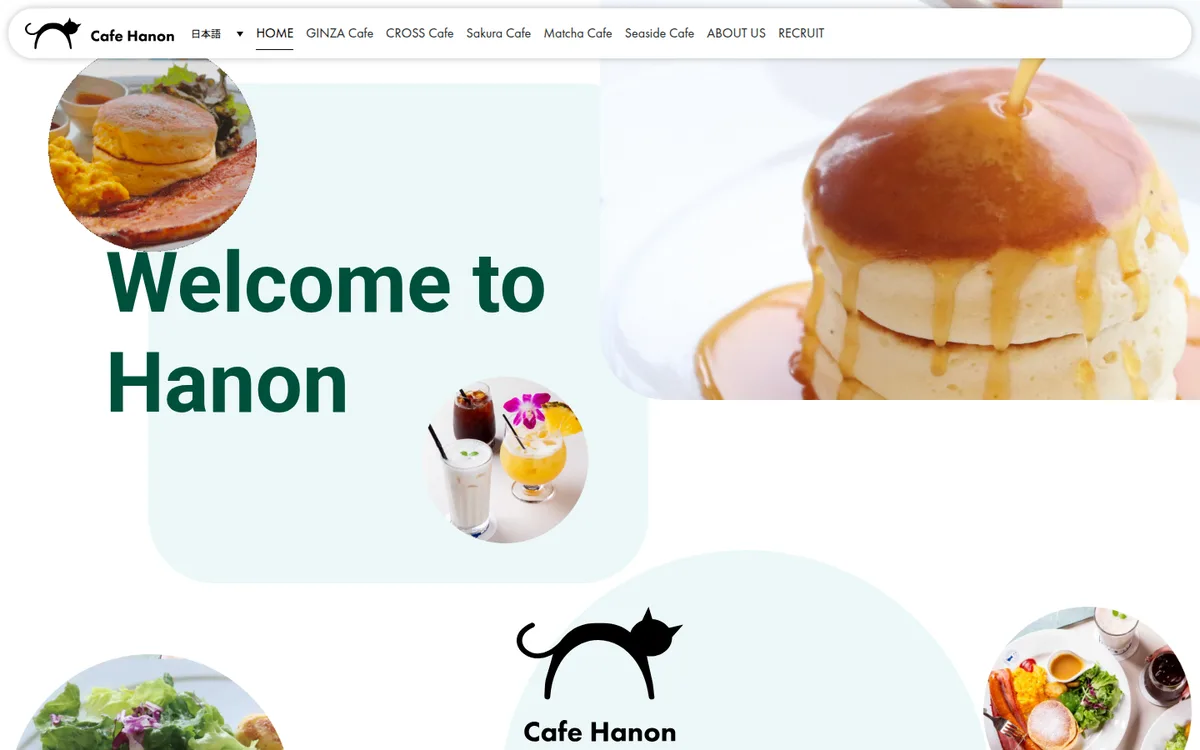 Cafe Hanon
日本語
HOME
GINZA Cafe
CROSS Cafe
Sakura Cafe
Matcha Cafe
Seaside Cafe
ABOUT US
RECRUIT
Welcome to
Hanon
Cafe Hanon